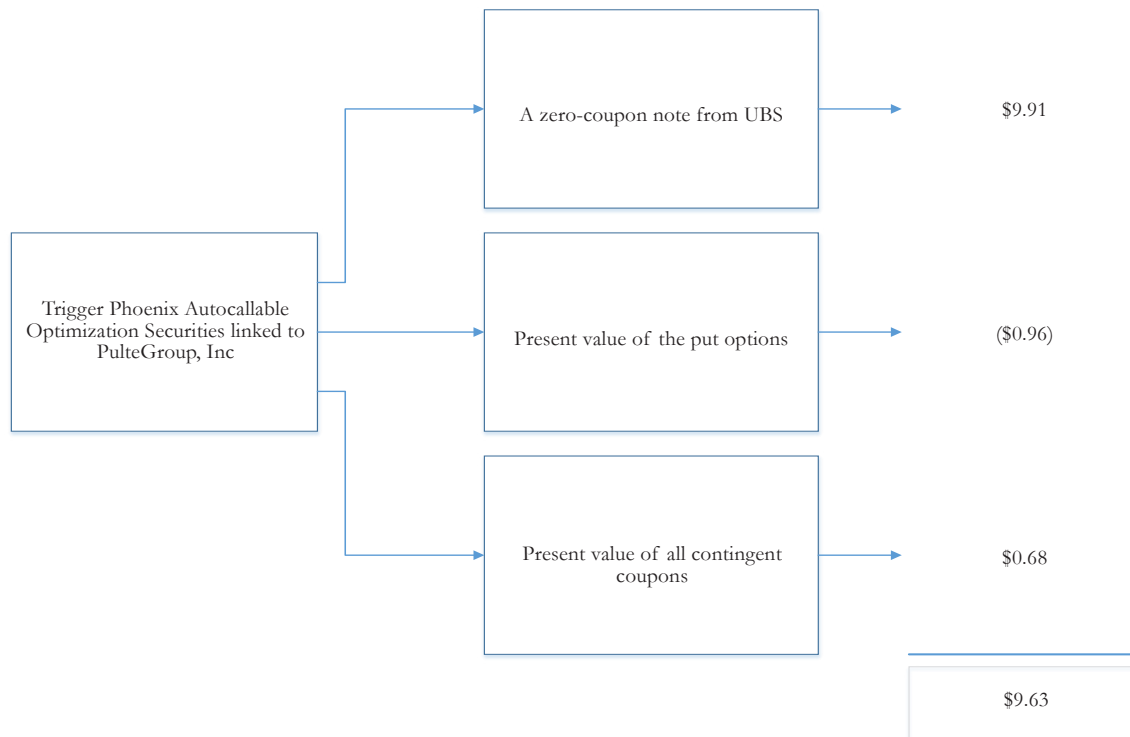 A zero-coupon note from UBS
$9.91
Trigger Phoenix Autocallable
Optimization Securities linked to
PulteGroup, Inc
Present value of the put options
($0.96)
Present value of all contingent
coupons
$0.68
$9.63